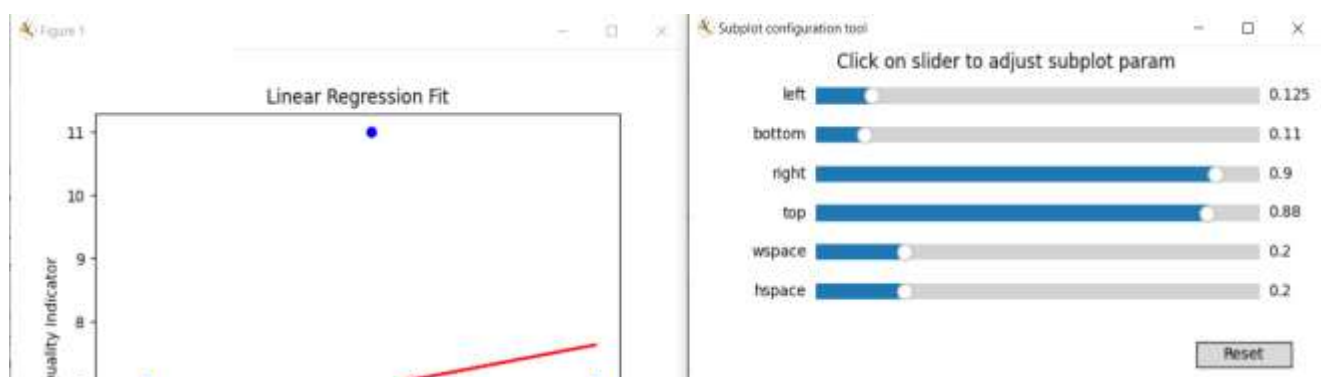 Figure 1
Linear Regression Fit
11
10
9
8
uality Indicator
Subplot configuration tool
Click on slider to adjust subplot param
left 0.125
bottom 0.11
right 0.9
top 0.88
wspace 0.2
hspace 0.2
Reset